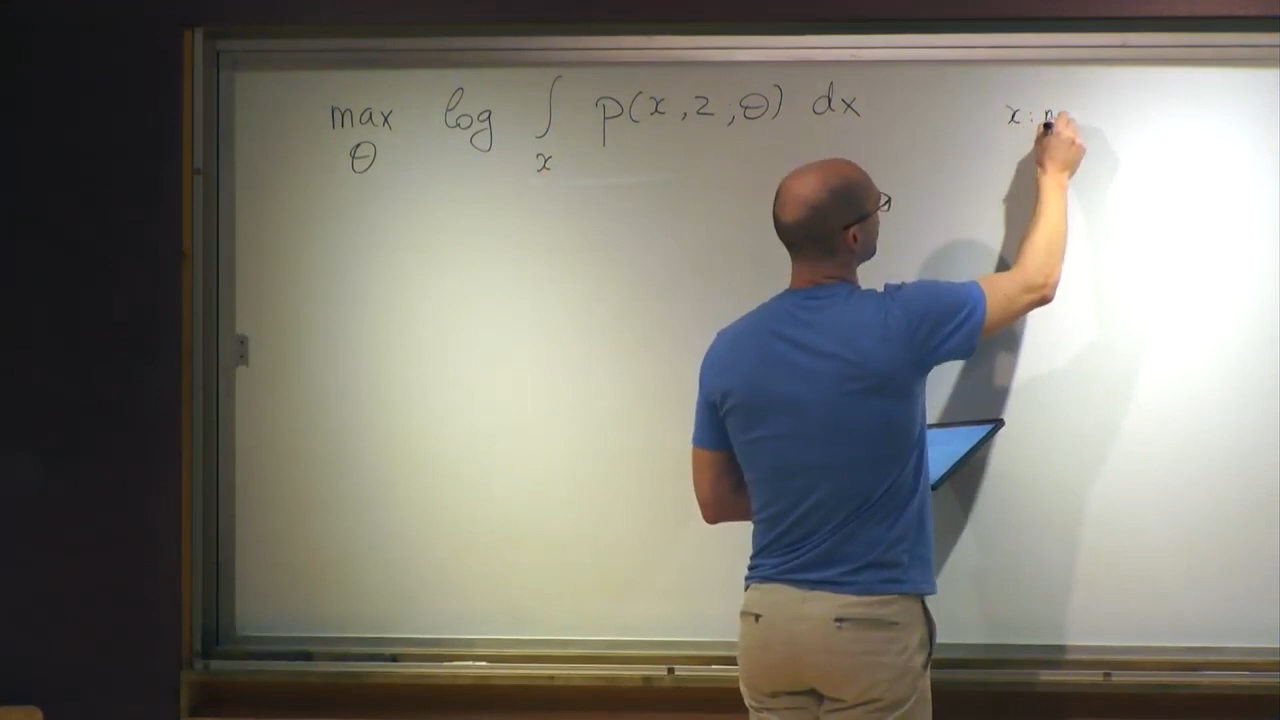 max log ∫ p(x, z, Θ) dx x: n
Θ x